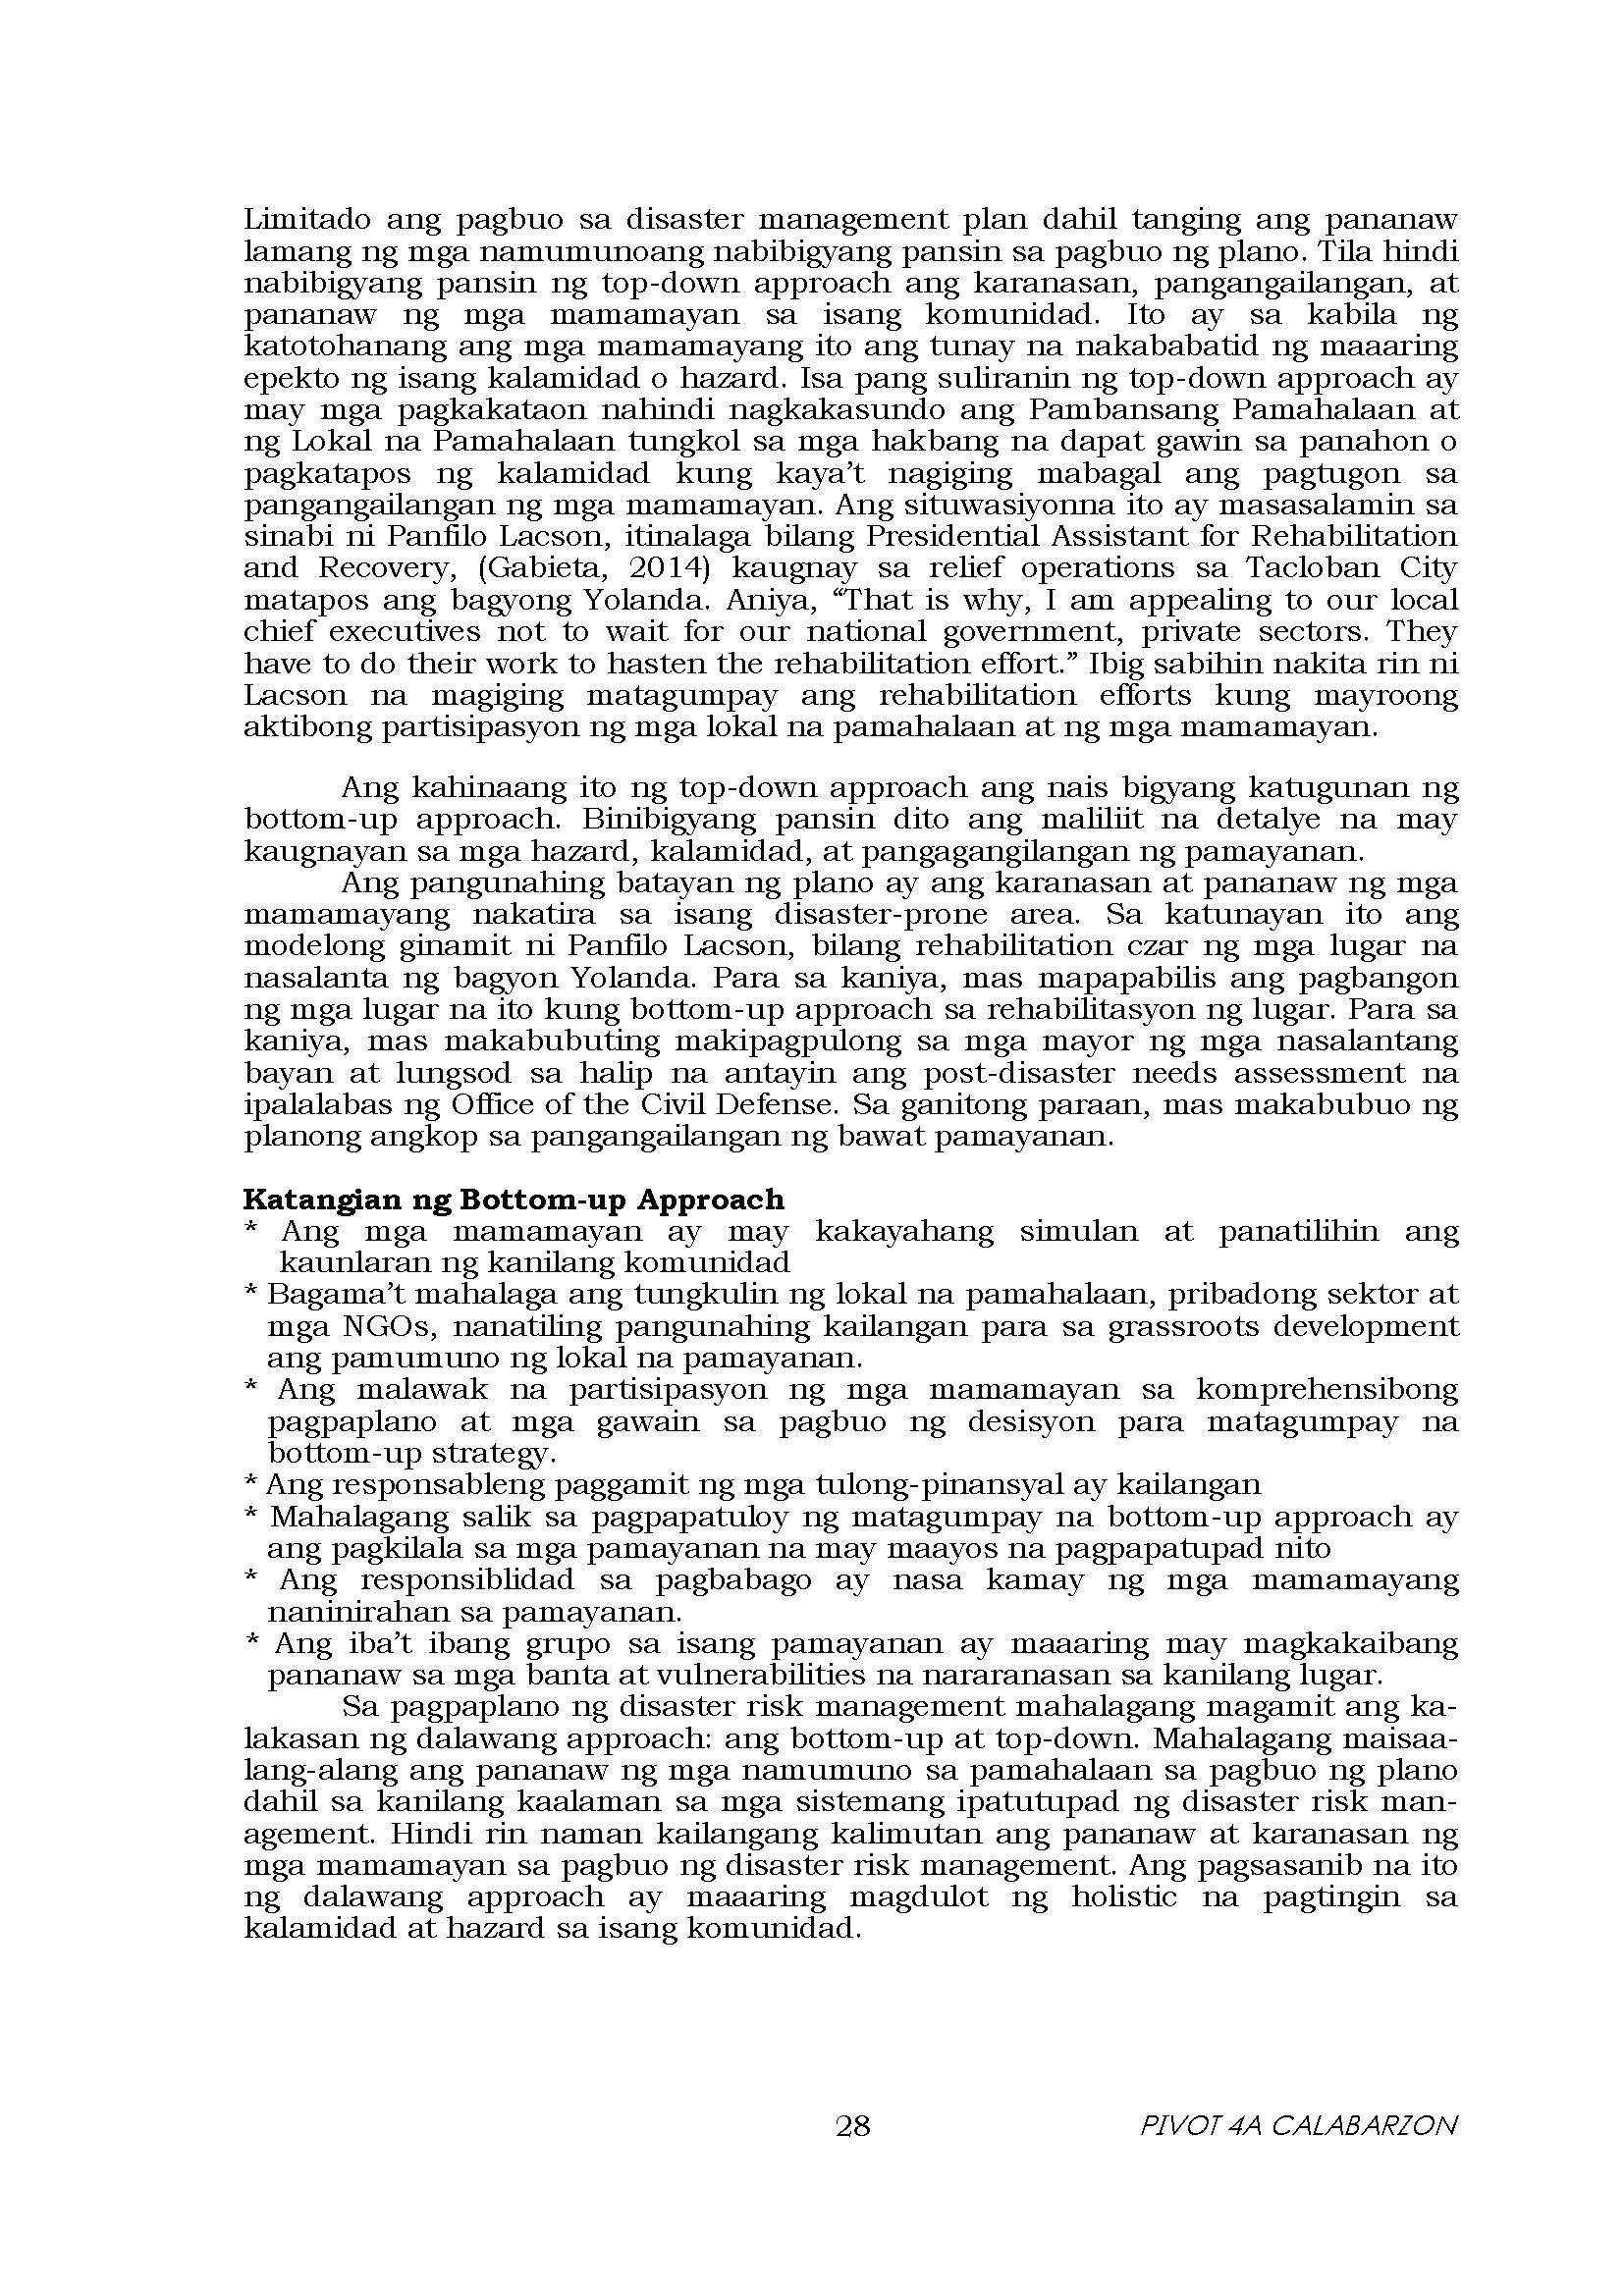 Limitado ang pagbuo sa disaster management plan dahil tanging ang pananaw
lamang ng mga namumunoang nabibigyang pansin sa pagbuo ng plano. Tila hindi
nabibigyang pansin ng top-down approach ang karanasan, pangangailangan, at
pananaw ng mga mamamayan sa isang komunidad. Ito ay sa kabila ng
katotohanang ang mga mamamayang ito ang tunay na nakababatid ng maaaring
epekto ng isang kalamidad o hazard. Isa pang suliranin ng top-down approach ay
may mga pagkakataon nahindi nagkakasundo ang Pambansang Pamahalaan at
ng Lokal na Pamahalaan tungkol sa mga hakbang na dapat gawin sa panahon o
pagkatapos ng kalamidad kung kaya’t nagiging mabagal ang pagtugon sa
pangangailangan ng mga mamamayan. Ang situwasiyonna ito ay masasalamin sa
sinabi ni Panfilo Lacson, itinalaga bilang Presidential Assistant for Rehabilitation
and Recovery, (Gabieta, 2014) kaugnay sa relief operations sa Tacloban City
matapos ang bagyong Yolanda. Aniya, “That is why, I am appealing to our local
chief executives not to wait for our national government, private sectors. They
have to do their work to hasten the rehabilitation effort.” Ibig sabihin nakita rin ni
Lacson na magiging matagumpay ang rehabilitation efforts kung mayroong
aktibong partisipasyon ng mga lokal na pamahalaan at ng mga mamamayan.
Ang kahinaang ito ng top-down approach ang nais bigyang katugunan ng
bottom-up approach. Binibigyang pansin dito ang maliliit na detalye na may
kaugnayan sa mga hazard, kalamidad, at pangagangilangan ng pamayanan.
Ang pangunahing batayan ng plano ay ang karanasan at pananaw ng mga
mamamayang nakatira sa isang disaster-prone area. Sa katunayan ito ang
modelong ginamit ni Panfilo Lacson, bilang rehabilitation czar ng mga lugar na
nasalanta ng bagyon Yolanda. Para sa kaniya, mas mapapabilis ang pagbangon
ng mga lugar na ito kung bottom-up approach sa rehabilitasyon ng lugar. Para sa
kaniya, mas makabubuting makipagpulong sa mga mayor ng mga nasalantang
bayan at lungsod sa halip na antayin ang post-disaster needs assessment na
ipalalabas ng Office of the Civil Defense. Sa ganitong paraan, mas makabubuo ng
planong angkop sa pangangailangan ng bawat pamayanan.
Katangian ng Bottom-up Approach
* Ang mga mamamayan ay may kakayahang simulan at panatilihin ang
kaunlaran ng kanilang komunidad
* Bagama’t mahalaga ang tungkulin ng lokal na pamahalaan, pribadong sektor at
mga NGOs, nanatiling pangunahing kailangan para sa grassroots development
ang pamumuno ng lokal na pamayanan.
* Ang malawak na partisipasyon ng mga mamamayan sa komprehensibong
pagpaplano at mga gawain sa pagbuo ng desisyon para matagumpay na
bottom-up strategy.
* Ang responsableng paggamit ng mga tulong-pinansyal ay kailangan
* Mahalagang salik sa pagpapatuloy ng matagumpay na bottom-up approach ay
ang pagkilala sa mga pamayanan na may maayos na pagpapatupad nito
* Ang responsiblidad sa pagbabago ay nasa kamay ng mga mamamayang
naninirahan sa pamayanan.
* Ang iba’t ibang grupo sa isang pamayanan ay maaaring may magkakaibang
pananaw sa mga banta at vulnerabilities na nararanasan sa kanilang lugar.
Sa pagpaplano ng disaster risk management mahalagang magamit ang ka-
lakasan ng dalawang approach: ang bottom-up at top-down. Mahalagang maisaa-
lang-alang ang pananaw ng mga namumuno sa pamahalaan sa pagbuo ng plano
dahil sa kanilang kaalaman sa mga sistemang ipatutupad ng disaster risk man-
agement. Hindi rin naman kailangang kalimutan ang pananaw at karanasan ng
mga mamamayan sa pagbuo ng disaster risk management. Ang pagsasanib na ito
ng dalawang approach ay maaaring magdulot ng holistic na pagtingin sa
kalamidad at hazard sa isang komunidad.
28
PIVOT 4A CALABARZON